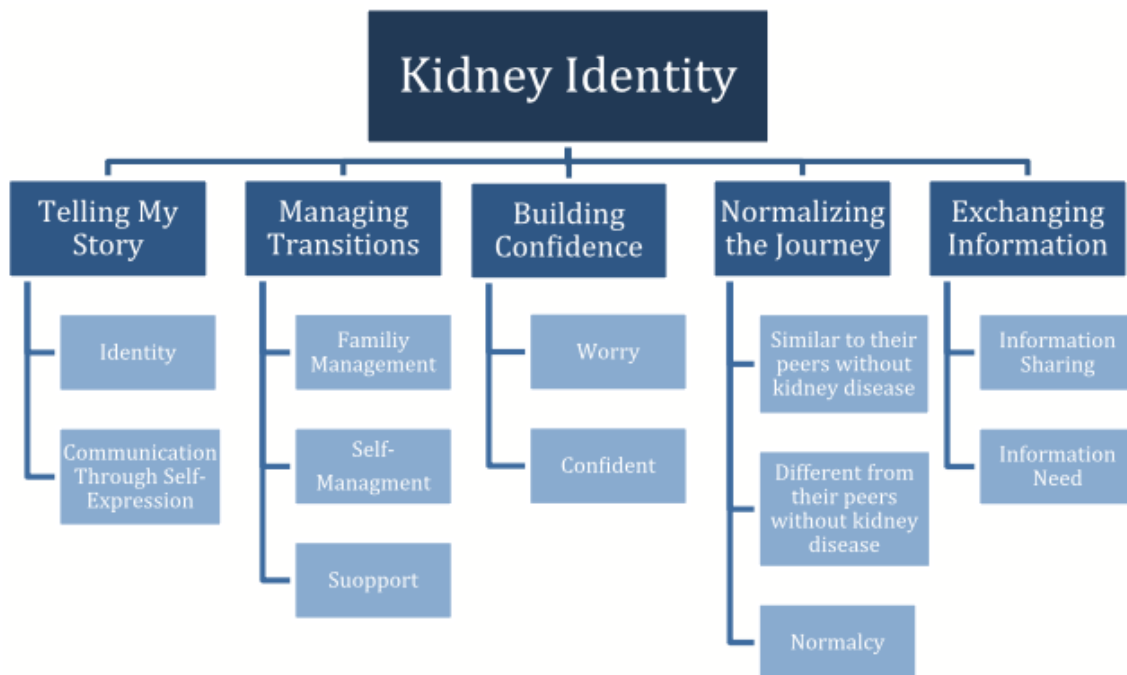 Kidney Identity
Telling My
Story
Identity
Communication
Through Self-
Expression
Managing
Transitions
Familiy
Management
Self-
Managment
Suopport
Building
Confidence
Worry
Confident
Normalizing
the Journey
Similar to their
peers without
kidney disease
Different from
their peers
without kidney
disease
Normalcy
Exchanging
Information
Information
Sharing
Information
Need